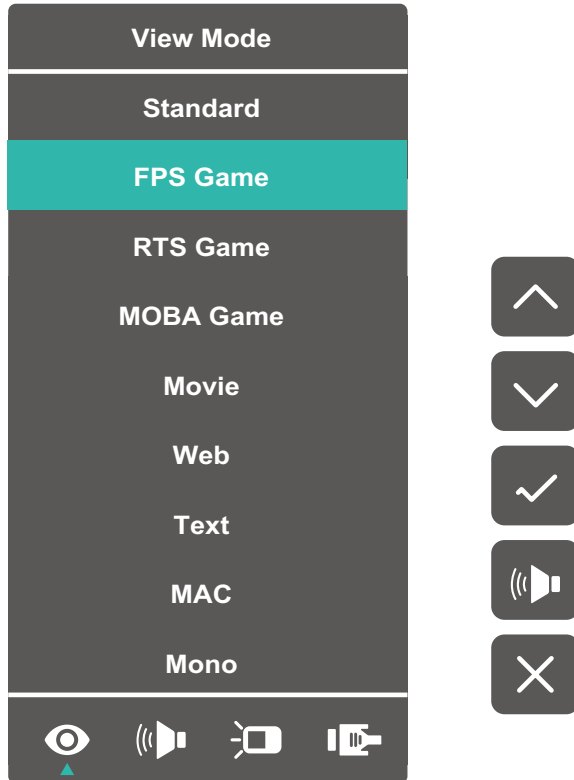 View Mode
Standard
FPS Game
RTS Game
MOBA Game
Movie
Web
Text
MAC
Mono